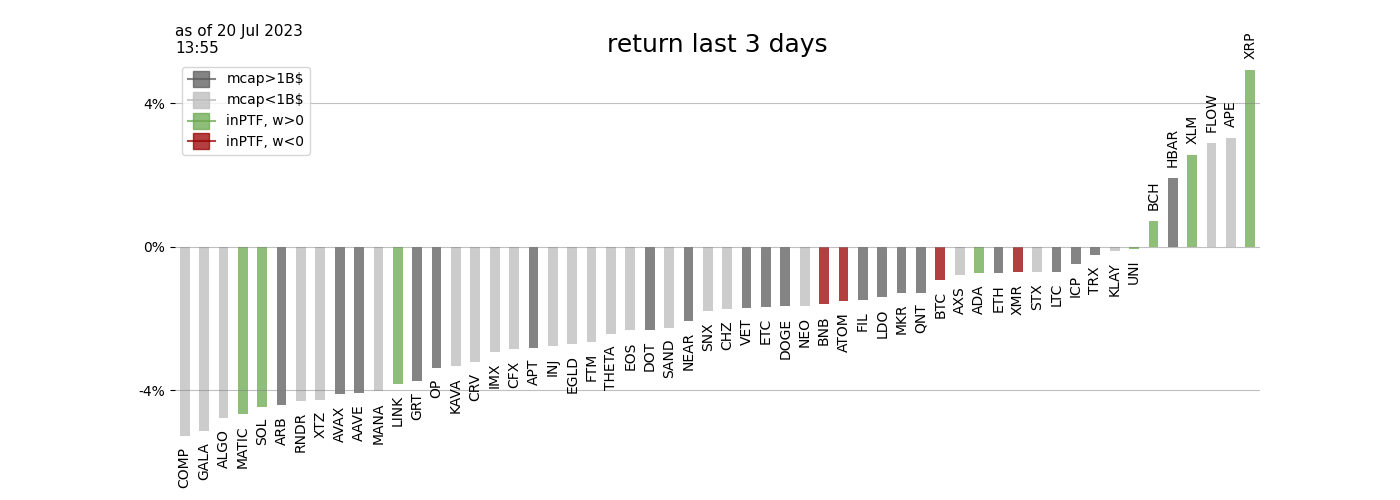 as of 20 Jul 2023
13:55
return last 3 days
mcap>1B$
mcap<1B$
inPTF, w>0
inPTF, w<0
4%
0%
-4%
COMP
GALA
ALGO
MATIC
SOL
ARB
RNDR
XTZ
AVAX
AAVE
MANA
LINK
GRT
OP
KAVA
CRV
IMX
CFX
APT
INJ
EGLD
FTM
THETA
EOS
DOT
SAND
NEAR
SNX
CHZ
VET
ETC
DOGE
NEO
BNB
ATOM
FIL
LDO
MKR
QNT
BTC
AXS
ADA
ETH
XMR
STX
LTC
ICP
TRX
KLAY
UNI
BCH
HBAR
XLM
FLOW
APE
XRP